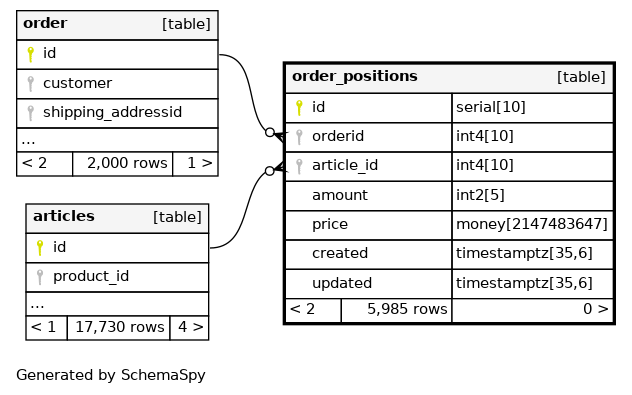 order [table]
id
customer
shipping_addressid
...
< 2 2,000 rows 1 >
order_positions [table]
id serial[10]
orderid int4[10]
article_id int4[10]
amount int2[5]
price money[2147483647]
created timestamptz[35,6]
updated timestamptz[35,6]
< 2 5,985 rows 0 >
articles [table]
id
product_id
...
< 1 17,730 rows 4 >
Generated by SchemaSpy